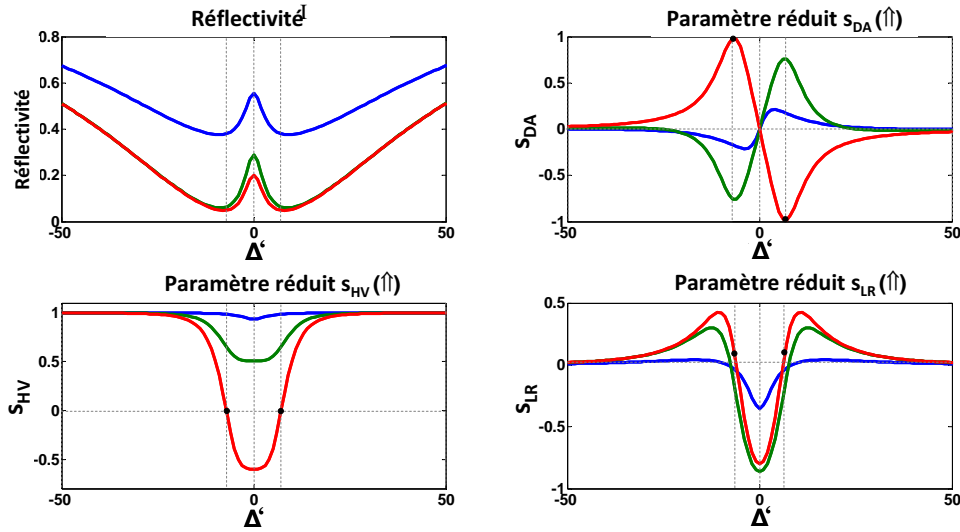 Réflectivité I
0.8
0.6
0.4
0.2
0
Réflectivité
-50
0
50
Δ‘
Paramètre réduit s_DA (⇑)
1
0.5
0
-0.5
-1
S_DA
-50
0
50
Δ‘
Paramètre réduit s_HV (⇑)
1
0.5
0
-0.5
S_HV
-50
0
50
Δ‘
Paramètre réduit s_LR (⇑)
0.5
0
-0.5
-1
S_LR
-50
0
50
Δ‘